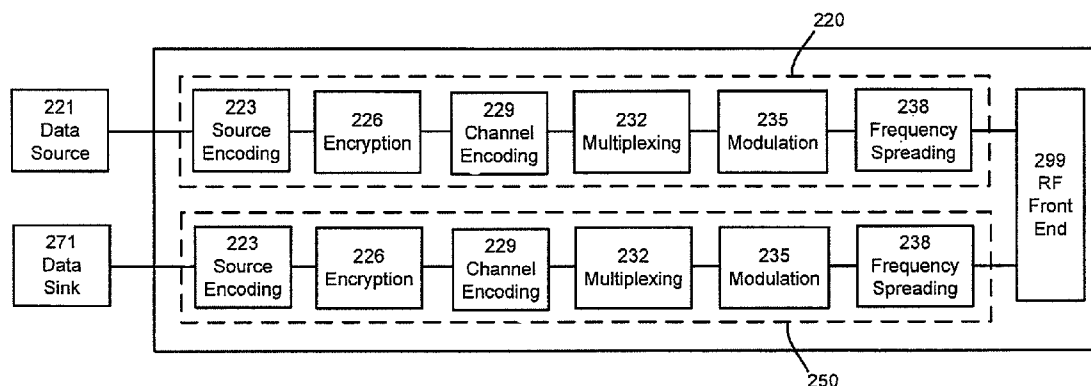 220
221
Data
Source
223
Source
Encoding
226
Encryption
229
Channel
Encoding
232
Multiplexing
235
Modulation
238
Frequency
Spreading
299
RF
Front
End
271
Data
Sink
223
Source
Encoding
226
Encryption
229
Channel
Encoding
232
Multiplexing
235
Modulation
238
Frequency
Spreading
250